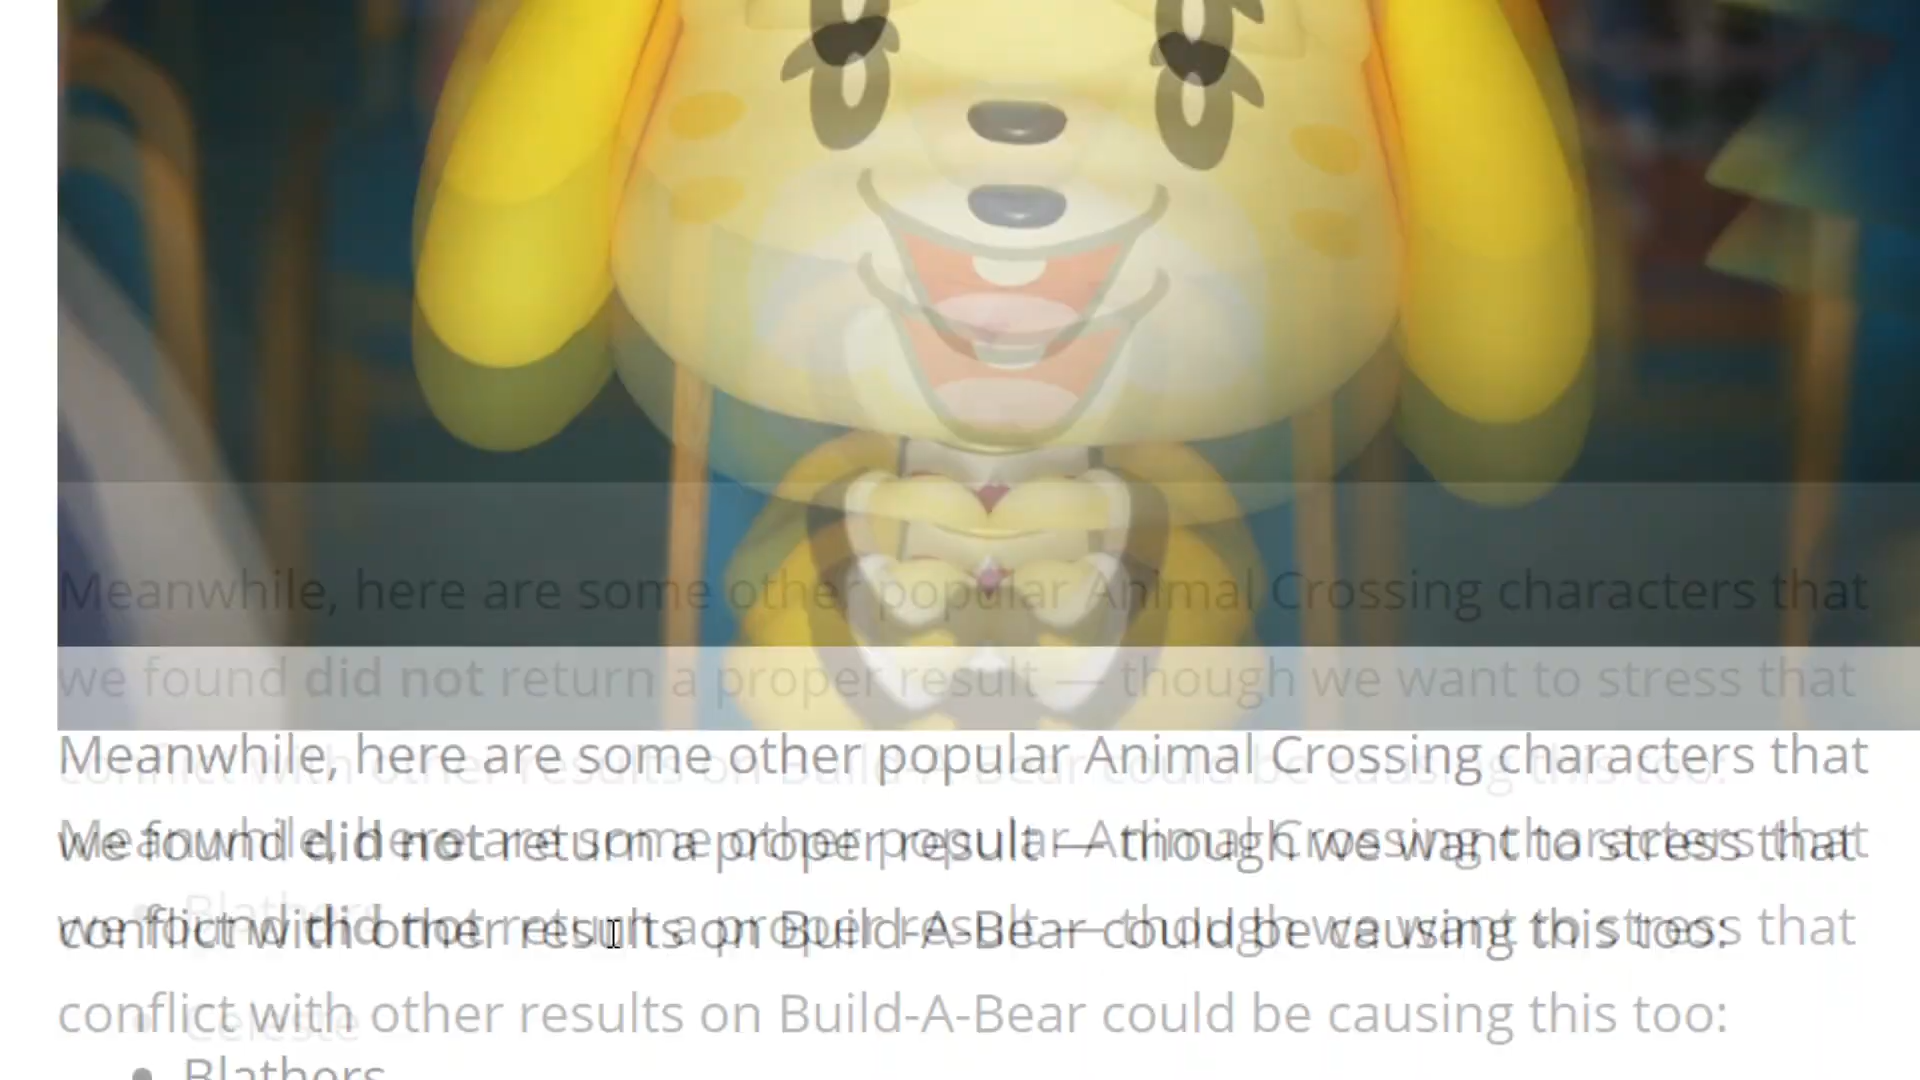 Meanwhile, here are some other popular Animal Crossing characters that
we found did not return a proper result — though we want to stress that
conflict with other results on Build-A-Bear could be causing this too:
• Blathers
• Celeste